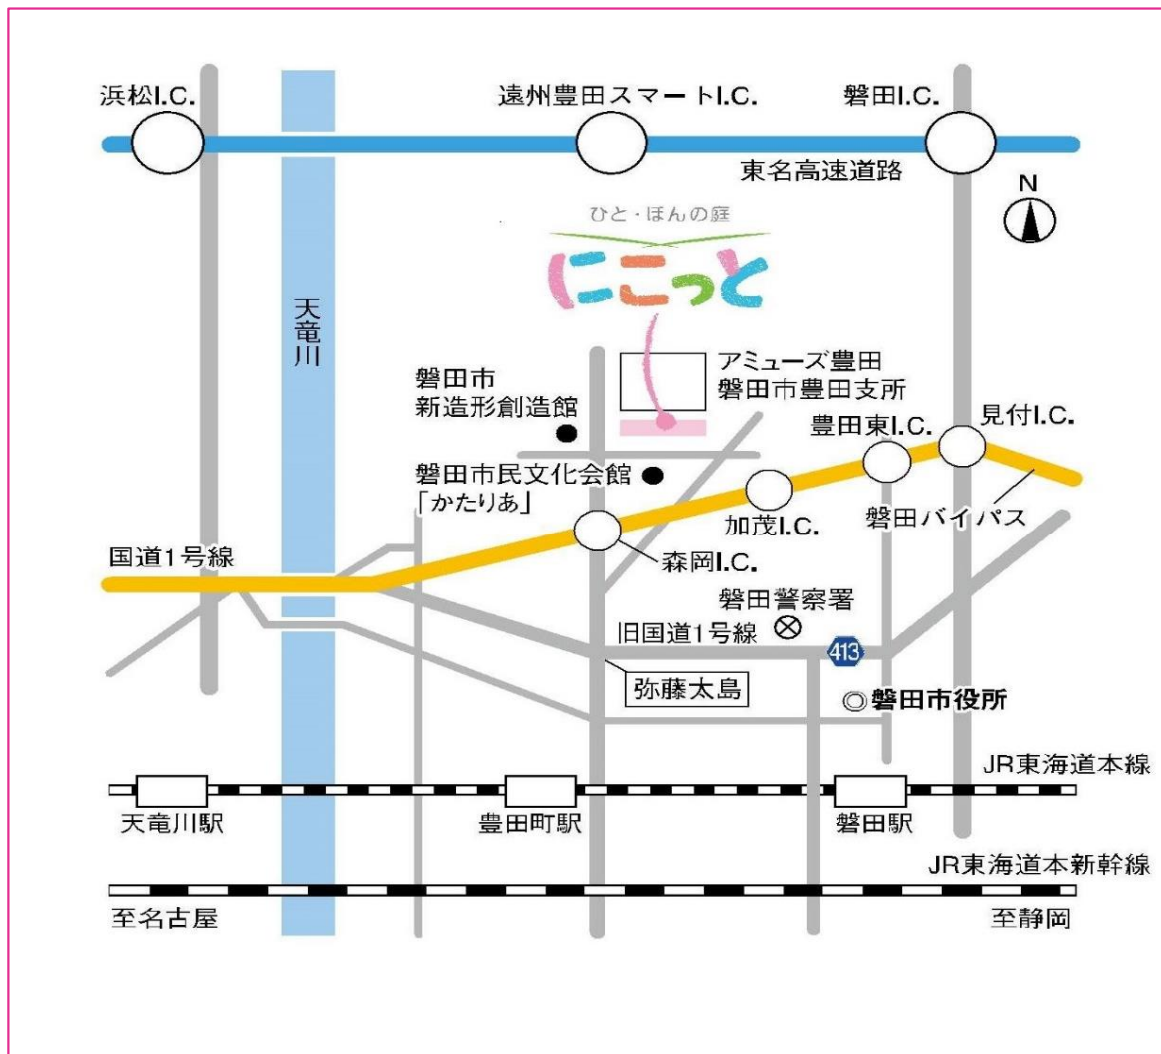 浜松I.C.
遠州豊田スマートI.C.
磐田I.C.
東名高速道路
N
ひと・ほんの庭
にこっと
天竜川
アミューズ豊田
磐田市豊田支所
磐田市
新造形創造館
豊田東I.C.
見付I.C.
磐田市民文化会館
「かたりあ」
加茂I.C.
磐田バイパス
国道1号線
森岡I.C.
磐田警察署
旧国道1号線
413
弥藤太島
磐田市役所
JR東海道本線
天竜川駅
豊田町駅
磐田駅
JR東海道本新幹線
至名古屋
至静岡